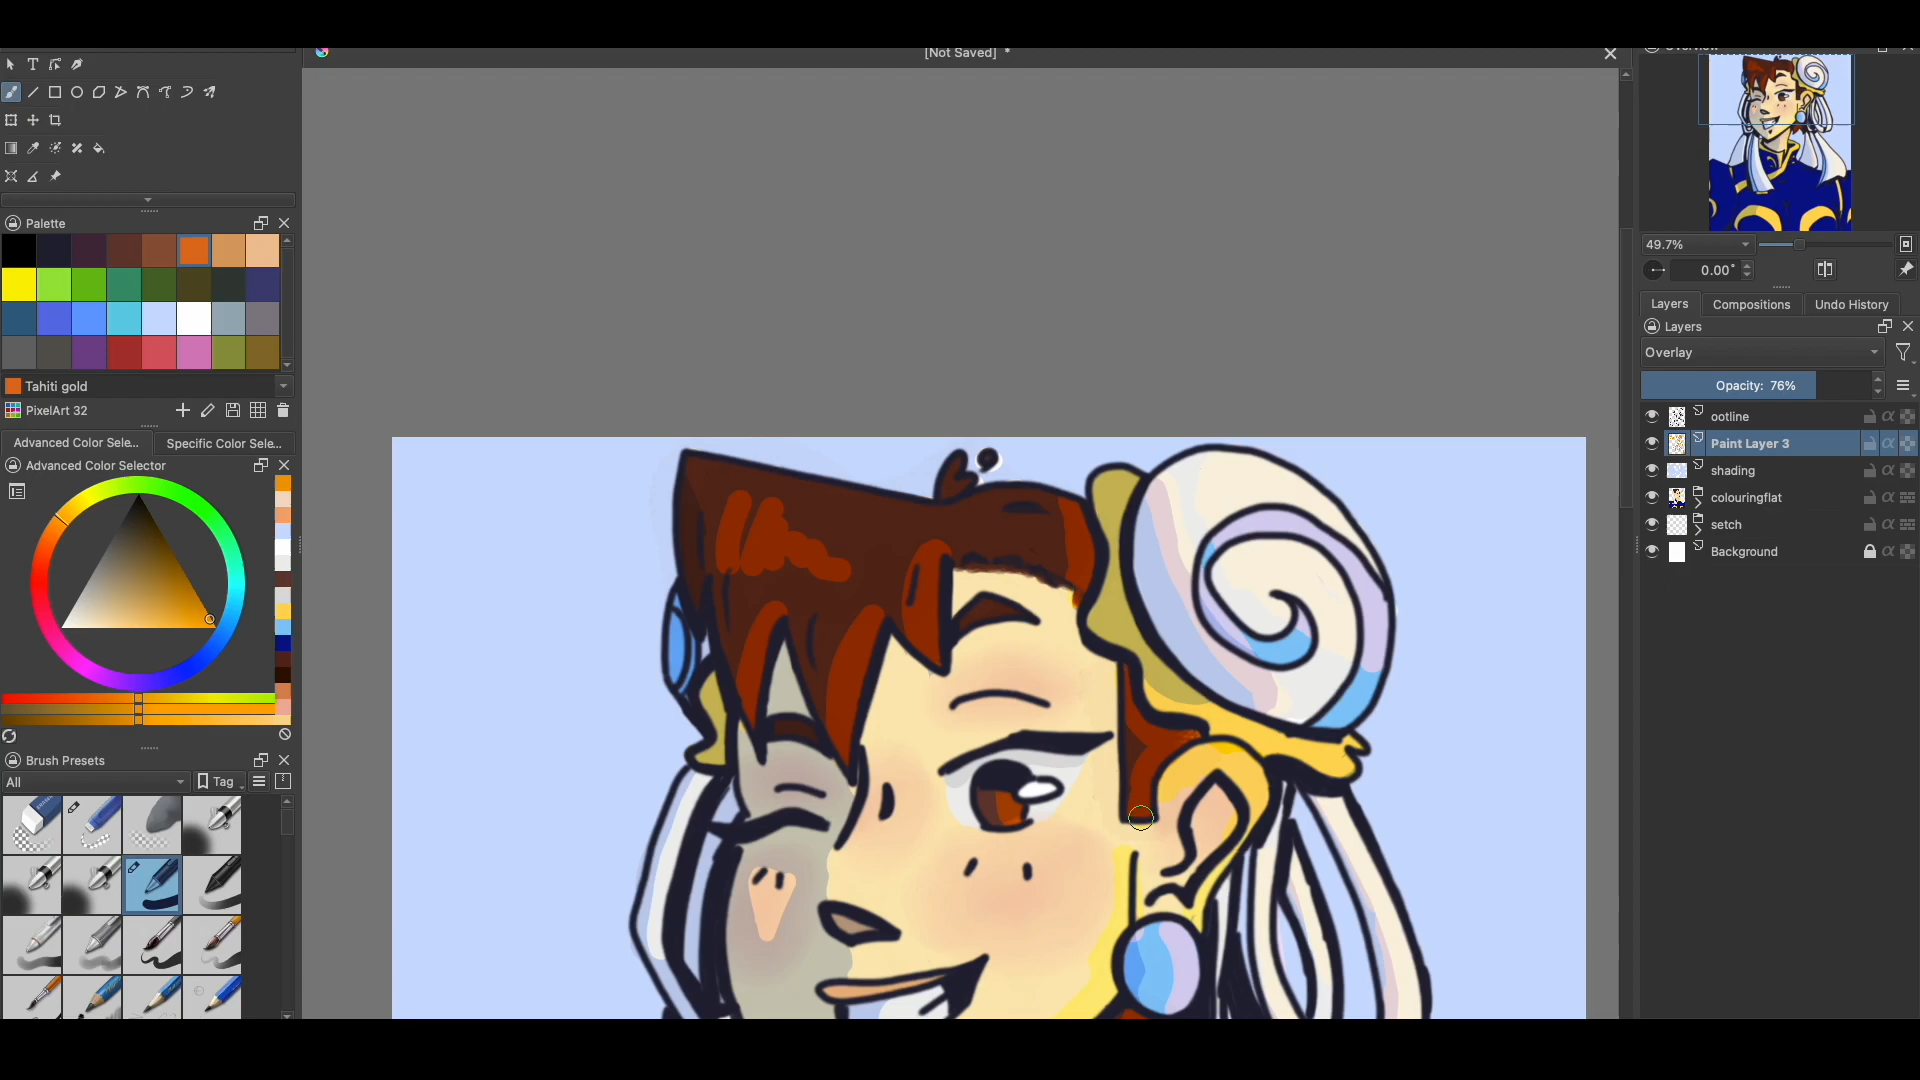 [Not Saved] *
Overview
T
Palette
49.7%
0.00°
Layers
Compositions
Undo History
Layers
Overlay
Tahiti gold
Opacity: 76%
PixelArt 32
ootline
α
Advanced Color Sele...
Specific Color Sele...
Paint Layer 3
α
Advanced Color Selector
shading
α
colouringflat
α
setch
α
Background
α
Brush Presets
All
Tag